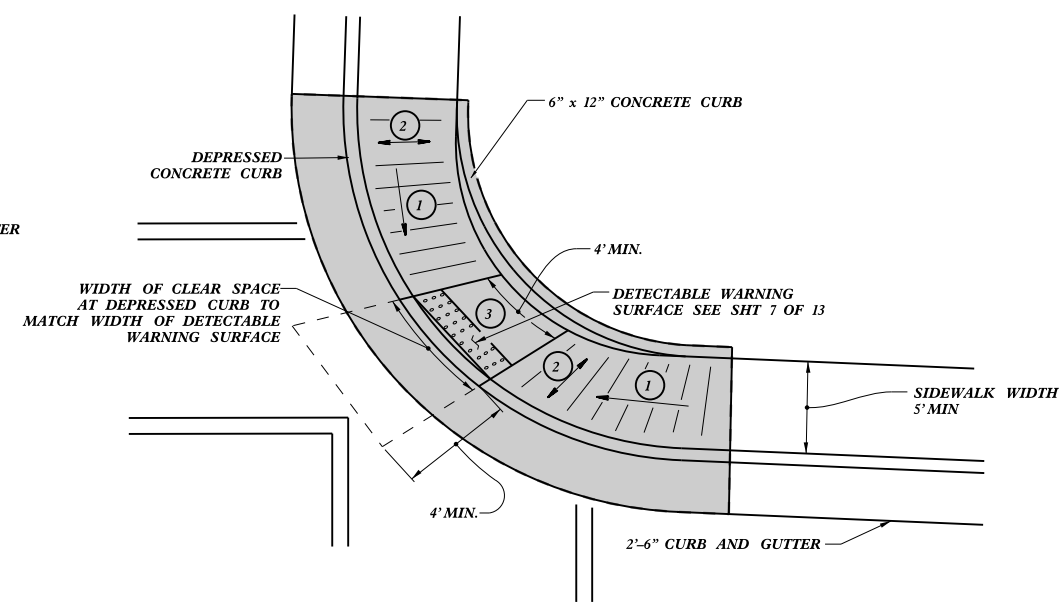 2
6" x 12" CONCRETE CURB
DEPRESSED
CONCRETE CURB
1
TER
4' MIN.
WIDTH OF CLEAR SPACE
AT DEPRESSED CURB TO
MATCH WIDTH OF DETECTABLE
WARNING SURFACE
3
DETECTABLE WARNING
SURFACE SEE SHT 7 OF 13
2
1
SIDEWALK WIDTH
5' MIN
4' MIN.
2'-6" CURB AND GUTTER